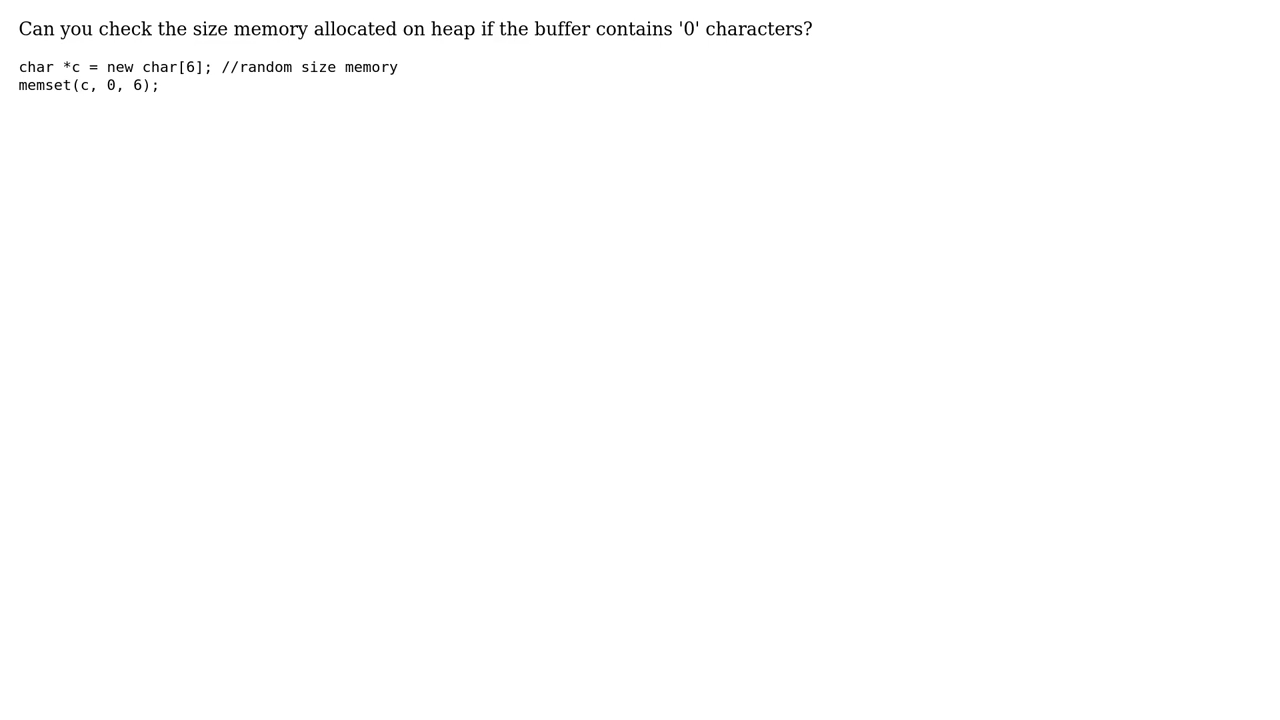 Can you check the size memory allocated on heap if the buffer contains '0' characters?
char *c = new char[6]; //random size memory
memset(c, 0, 6);